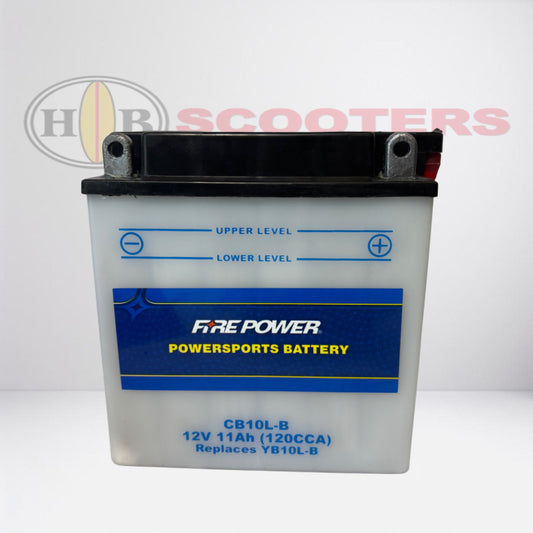 HB SCOOTERS
UPPER LEVEL
LOWER LEVEL
FIRE POWER
POWERSPORTS BATTERY
CB10L-B
12V 11Ah (120CCA)
Replaces YB10L-B